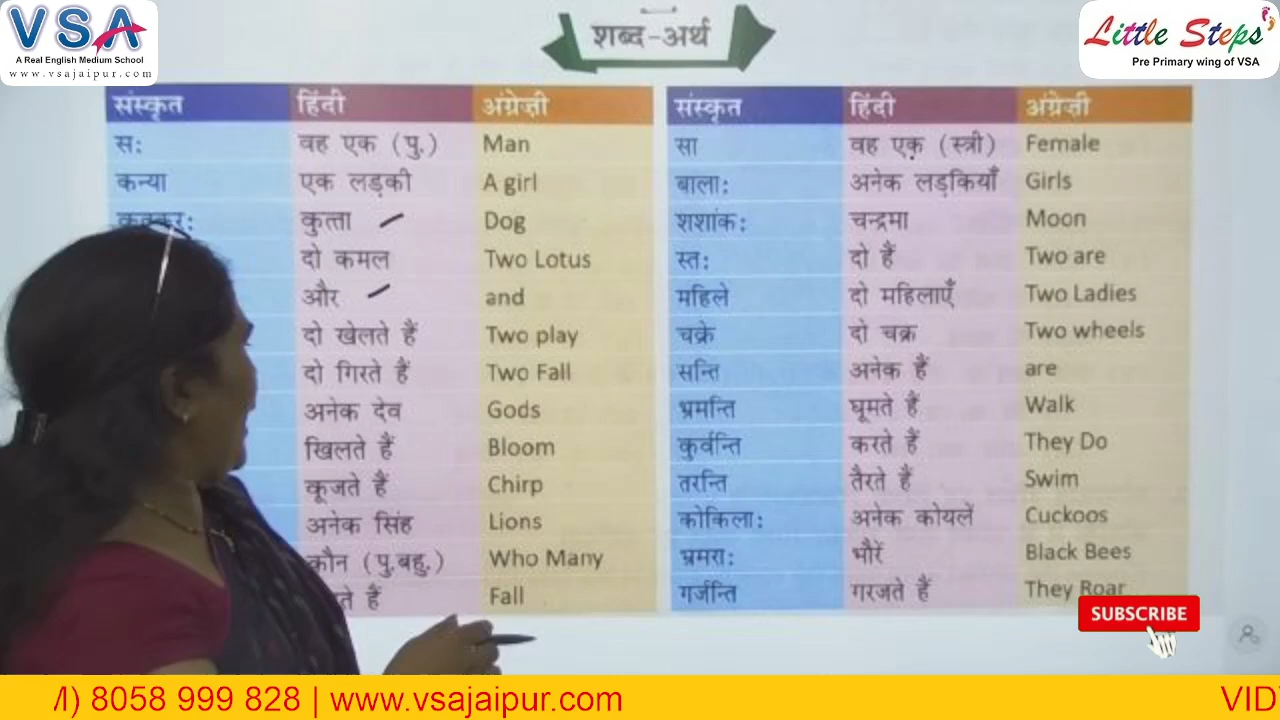 VSA
A Real English Medium School
www.vsajaipur.com
शब्द-अर्थ
Little Steps
Pre Primary wing of VSA
संस्कृत हिंदी अंग्रेज़ी संस्कृत हिंदी अंग्रेज़ी
सः वह एक (पु.) Man सा वह एक (स्त्री) Female
कन्या एक लड़की A girl बालाः अनेक लड़कियाँ Girls
कुत्ता Dog शशांकः चन्द्रमा Moon
दो कमल Two Lotus स्तः दो हैं Two are
और and महिले दो महिलाएँ Two Ladies
दो खेलते हैं Two play चक्रे दो चक्र Two wheels
दो गिरते हैं Two Fall सन्ति अनेक हैं are
अनेक देव Gods भ्रमन्ति घूमते हैं Walk
खिलते हैं Bloom कुर्वन्ति करते हैं They Do
कूजते हैं Chirp तरन्ति तैरते हैं Swim
अनेक सिंह Lions कोकिलाः अनेक कोयलें Cuckoos
कौन (पु.बहु.) Who Many भ्रमराः भौरें Black Bees
हैं Fall गर्जन्ति गरजते हैं They Roar
SUBSCRIBE
8058 999 828 | www.vsajaipur.com